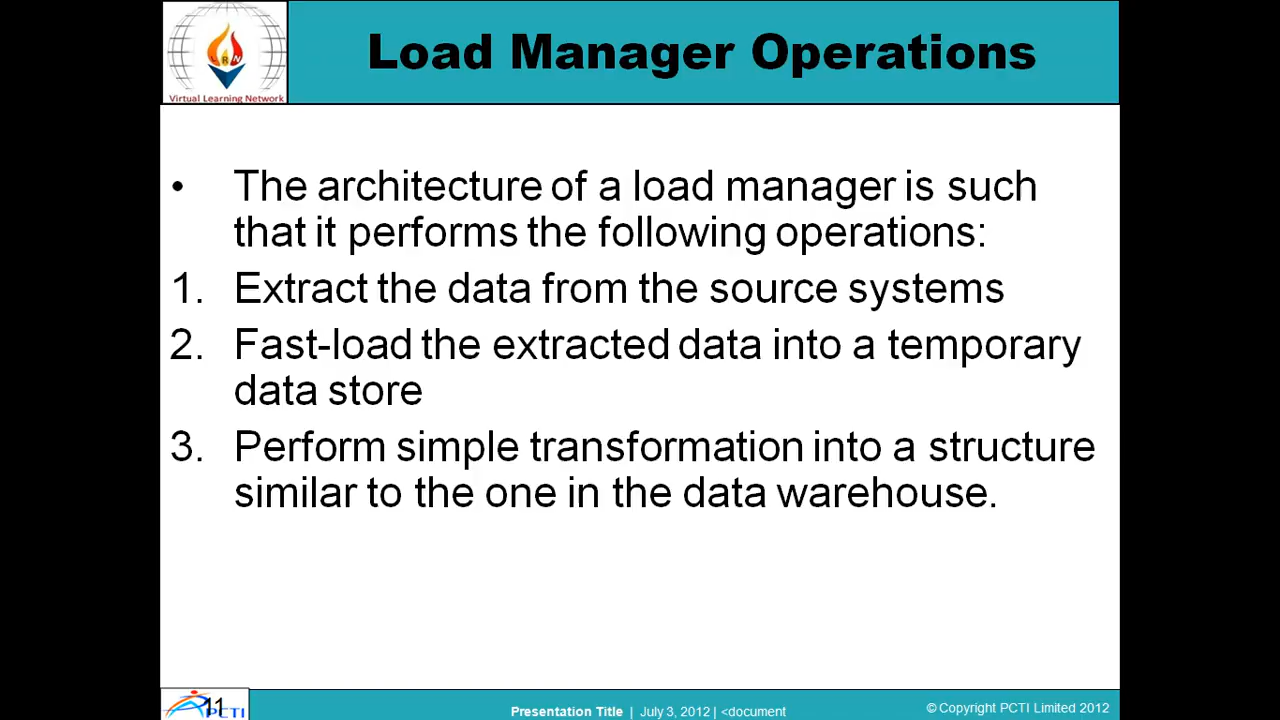 Load Manager Operations
LRN
Virtual Learning Network
• The architecture of a load manager is such
that it performs the following operations:
1. Extract the data from the source systems
2. Fast-load the extracted data into a temporary
data store
3. Perform simple transformation into a structure
similar to the one in the data warehouse.
11
PCTI
Presentation Title | July 3, 2012 | <document
© Copyright PCTI Limited 2012